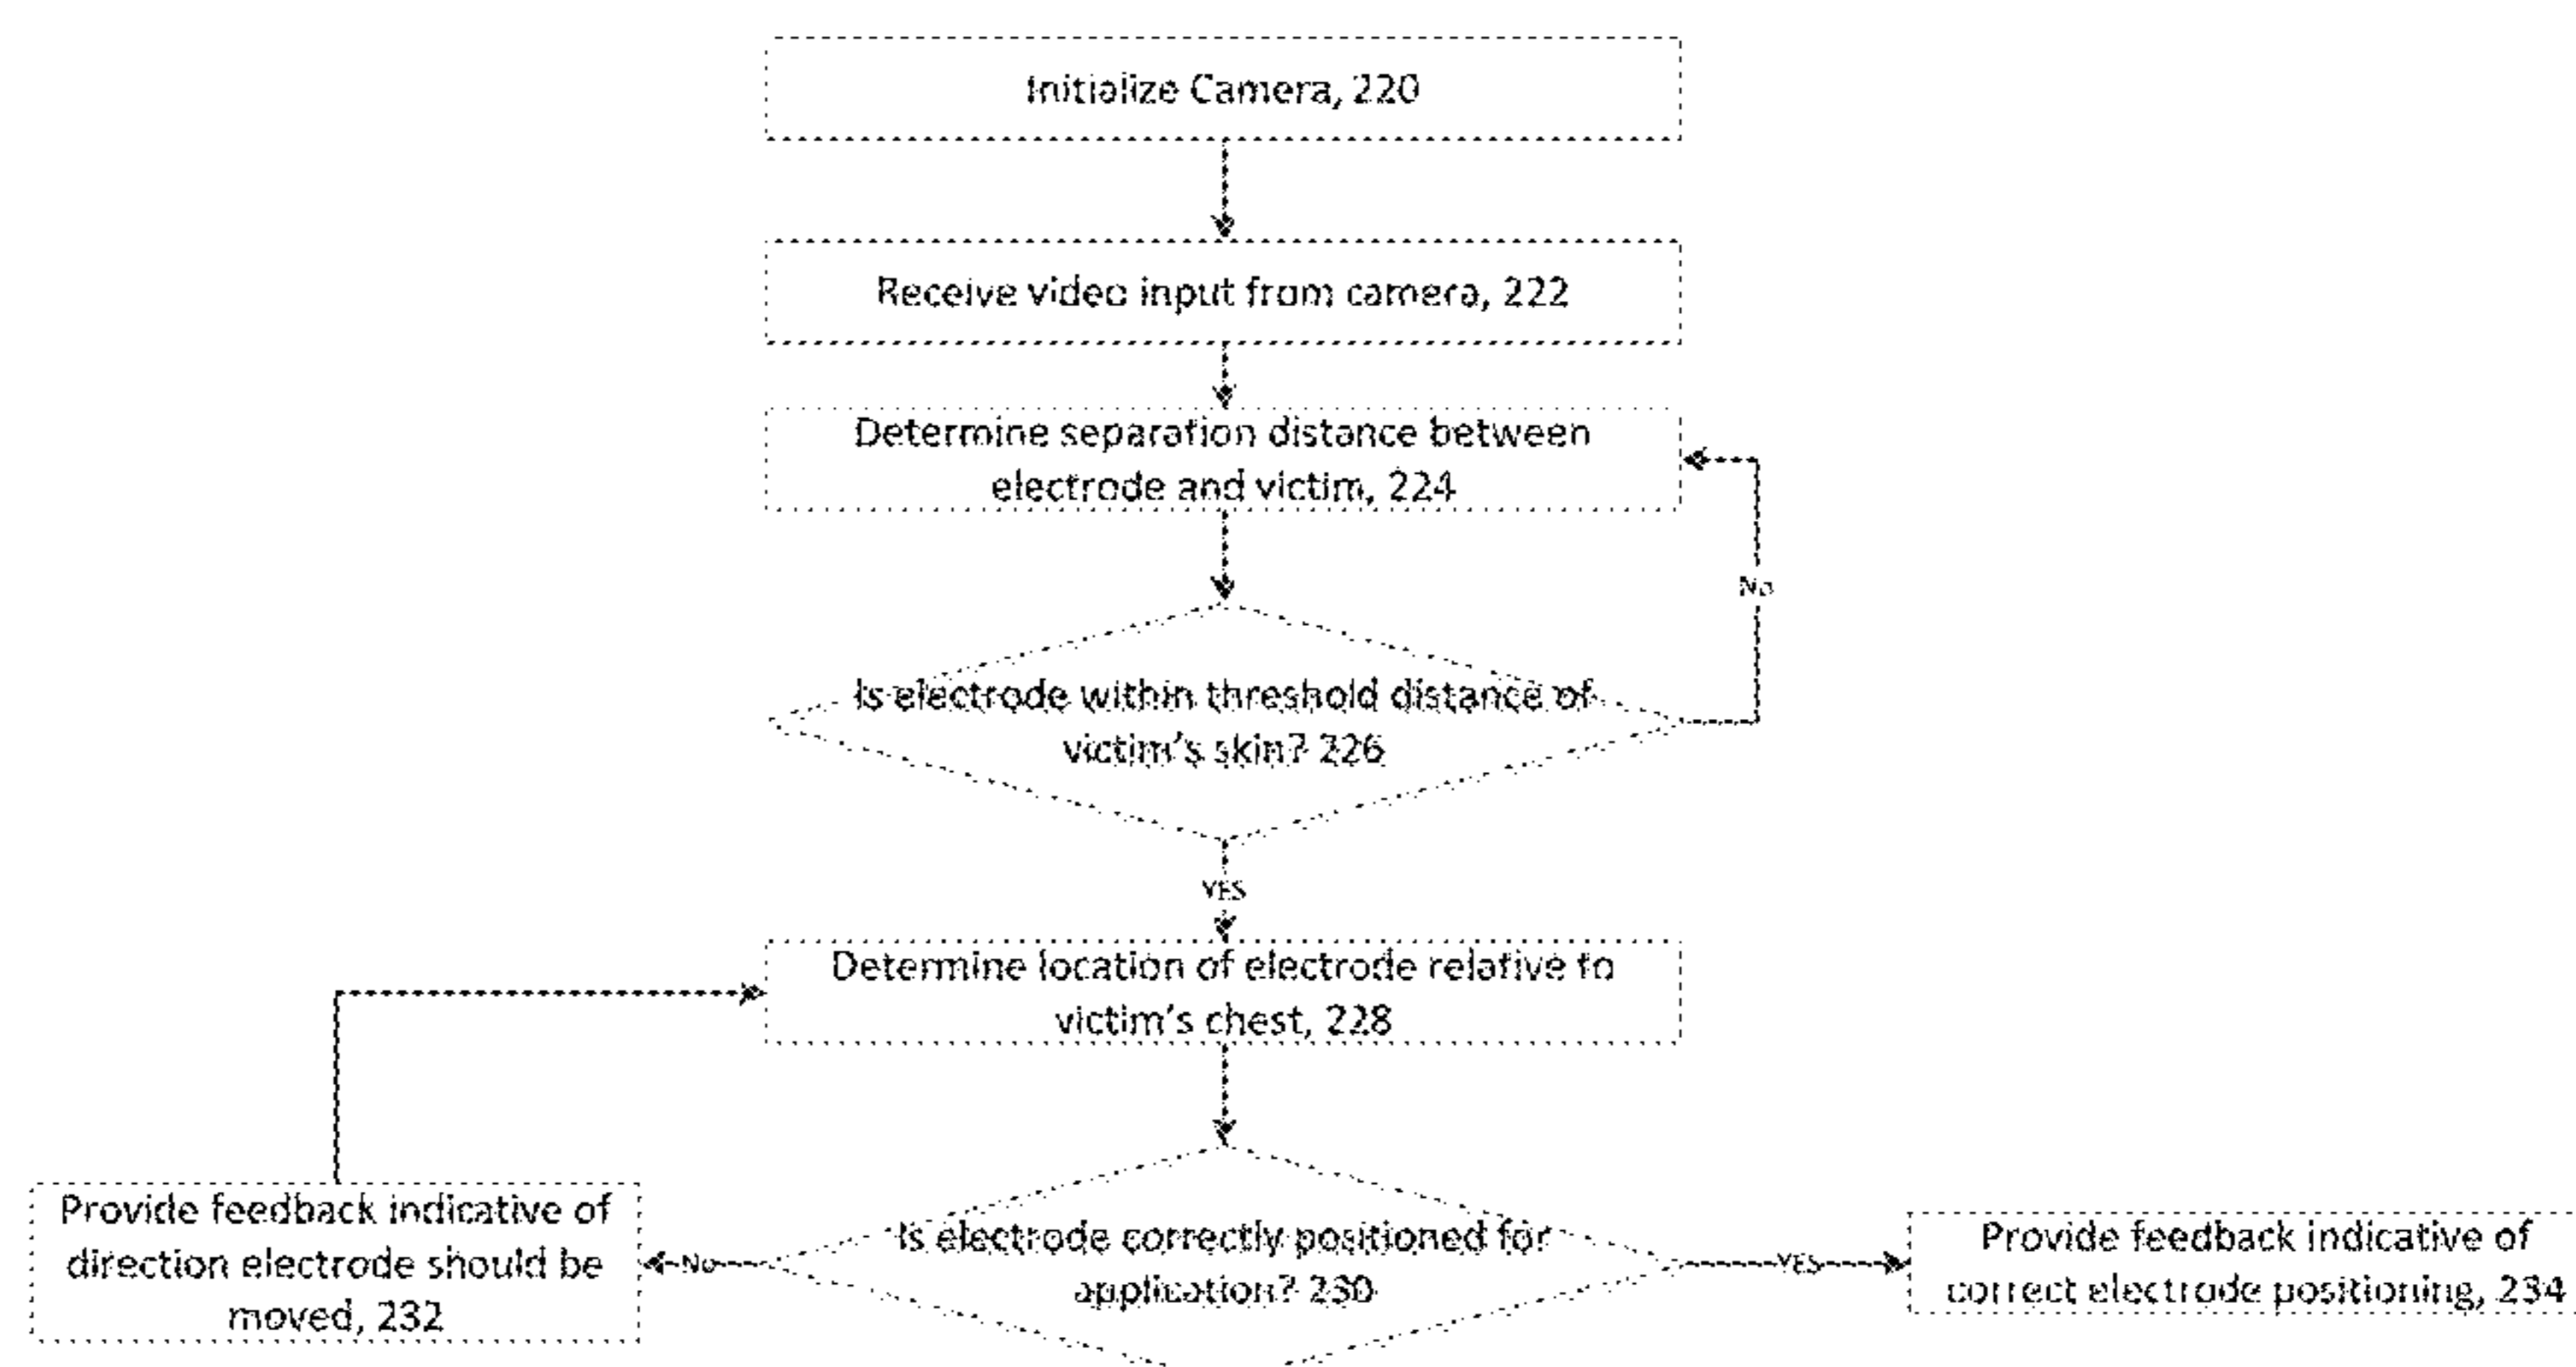 Initialize Camera, 220
Receive video input from camera, 222
Determine separation distance between
electrode and victim, 224
No
Is electrode within threshold distance of
victim's skin? 226
YES
Determine location of electrode relative to
victim's chest, 228
Provide feedback indicative of
direction electrode should be
moved, 232
No
Is electrode correctly positioned for
application? 230
YES
Provide feedback indicative of
correct electrode positioning, 234